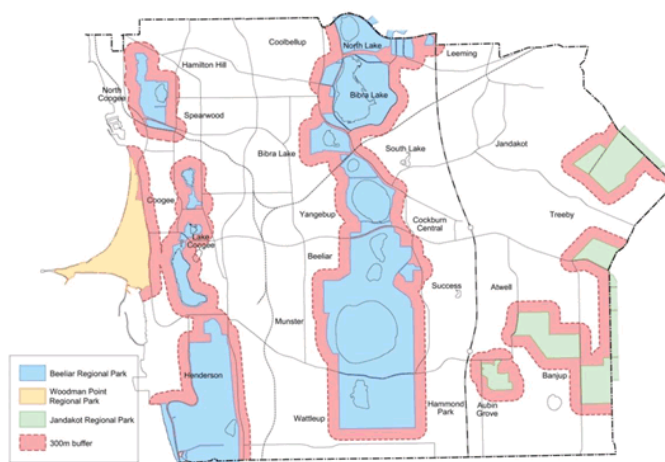 Coolbellup
North Lake
Leeming
Hamilton Hill
North
Coogee
Bibra Lake
Spearwood
Jandakot
South Lake
Bibra Lake
Coogee
Yangebup
Cockburn
Central
Treeby
Lake
Coogee
Beeliar
Success
Atwell
Munster
Henderson
Banjup
Hammond
Park
Aubin
Grove
Wattleup
Beeliar Regional Park
Woodman Point
Regional Park
Jandakot Regional Park
300m buffer